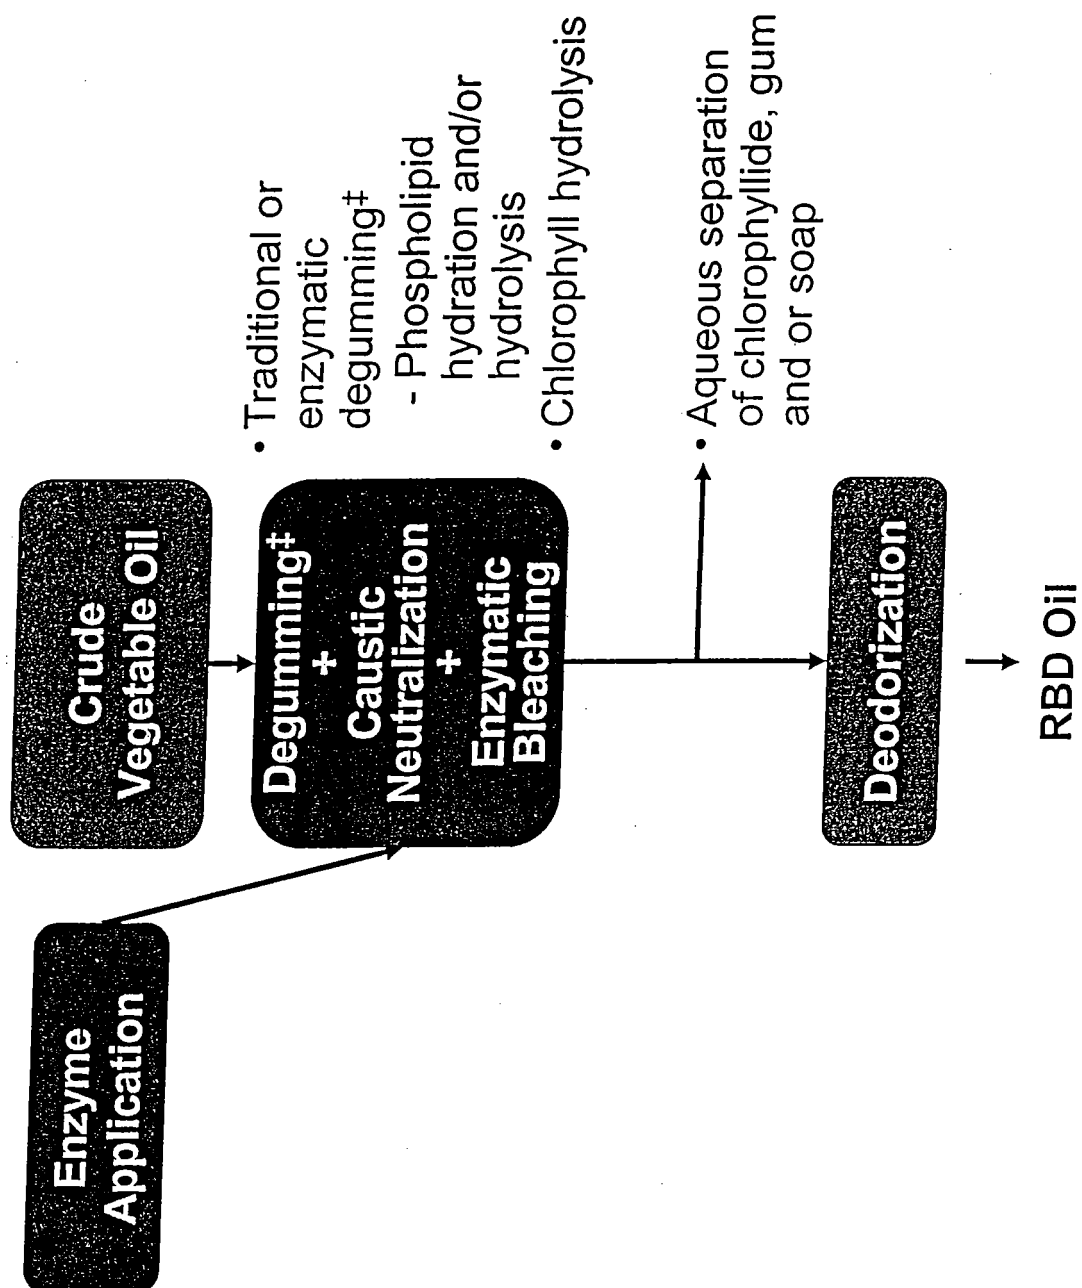 Enzyme
Application
Crude
Vegetable Oil
Degumming‡
+
Caustic
Neutralization
+
Enzymatic
Bleaching
• Traditional or
enzymatic
degumming‡
- Phospholipid
hydration and/or
hydrolysis
• Chlorophyll hydrolysis
• Aqueous separation
of chlorophyllide, gum
and or soap
Deodorization
RBD Oil